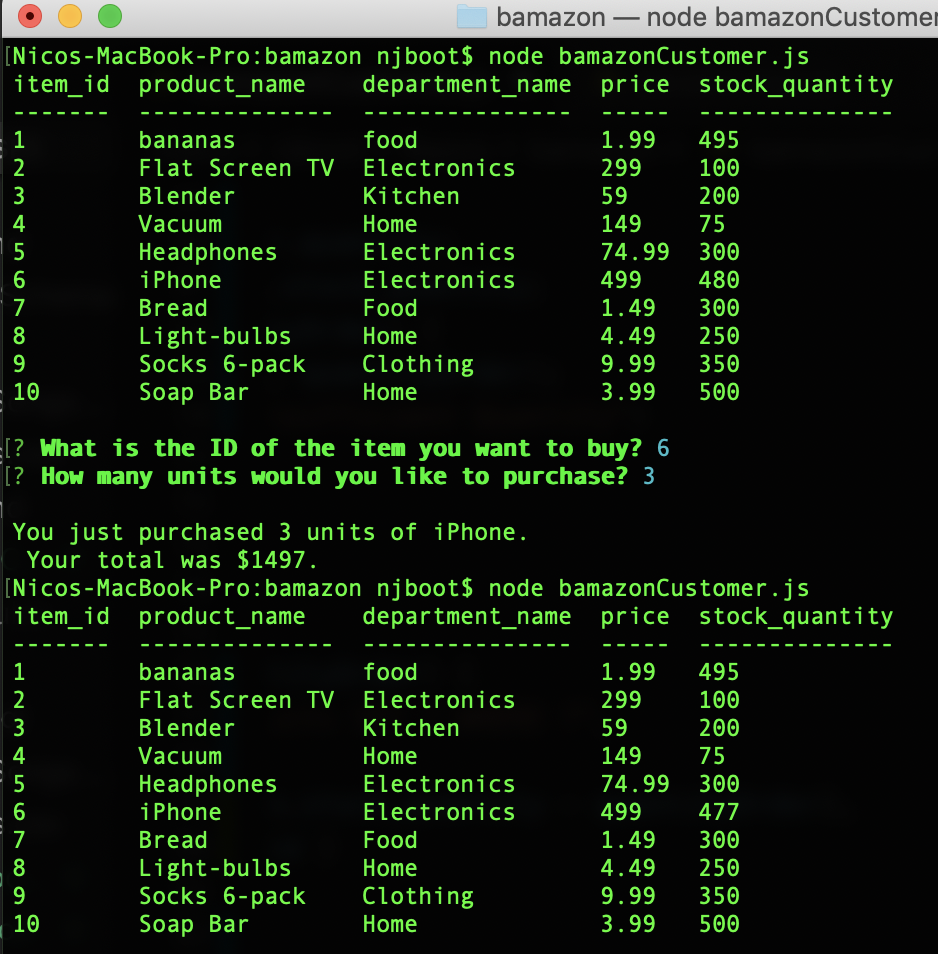 bamazon — node bamazonCustomer
[Nicos-MacBook-Pro:bamazon njboot$ node bamazonCustomer.js
item_id  product_name    department_name  price  stock_quantity
-------  --------------  ---------------  -----  --------------
1        bananas         food             1.99   495
2        Flat Screen TV  Electronics      299    100
3        Blender         Kitchen          59     200
4        Vacuum          Home             149    75
5        Headphones      Electronics      74.99  300
6        iPhone          Electronics      499    480
7        Bread           Food             1.49   300
8        Light-bulbs     Home             4.49   250
9        Socks 6-pack    Clothing         9.99   350
10       Soap Bar        Home             3.99   500
[? What is the ID of the item you want to buy? 6
[? How many units would you like to purchase? 3
You just purchased 3 units of iPhone.
Your total was $1497.
[Nicos-MacBook-Pro:bamazon njboot$ node bamazonCustomer.js
item_id  product_name    department_name  price  stock_quantity
-------  --------------  ---------------  -----  --------------
1        bananas         food             1.99   495
2        Flat Screen TV  Electronics      299    100
3        Blender         Kitchen          59     200
4        Vacuum          Home             149    75
5        Headphones      Electronics      74.99  300
6        iPhone          Electronics      499    477
7        Bread           Food             1.49   300
8        Light-bulbs     Home             4.49   250
9        Socks 6-pack    Clothing         9.99   350
10       Soap Bar        Home             3.99   500